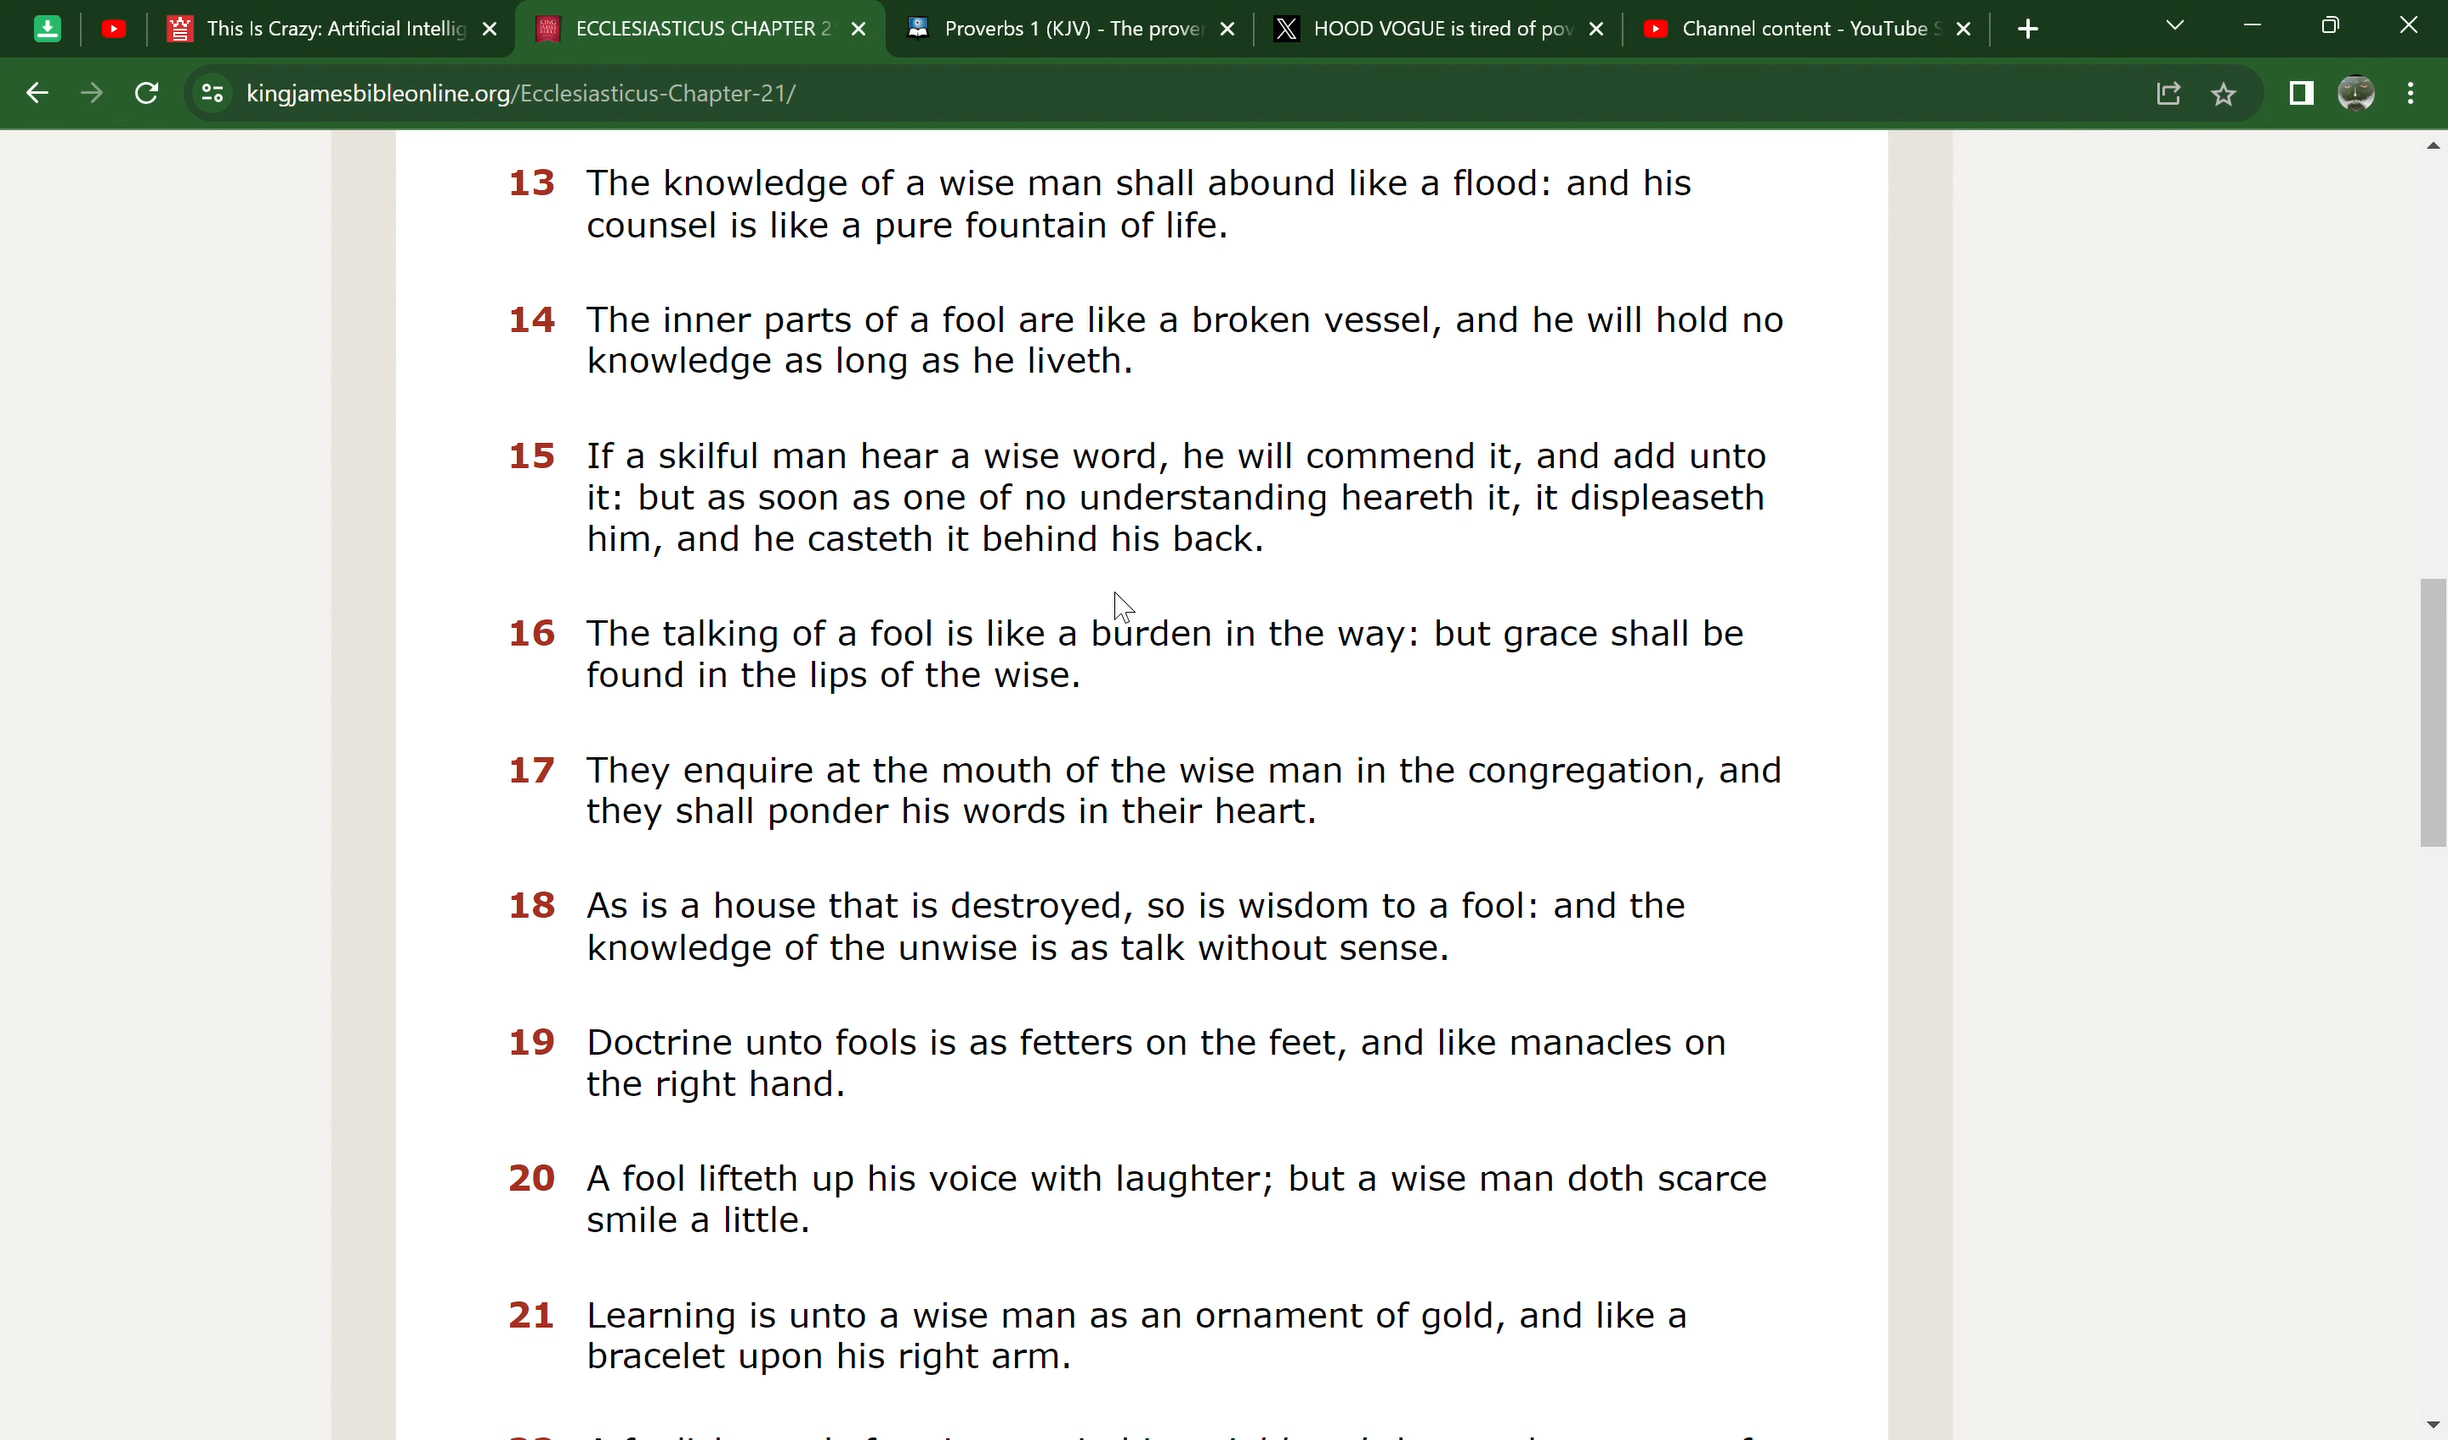 This Is Crazy: Artificial Intellig
ECCLESIASTICUS CHAPTER 2
Proverbs 1 (KJV) - The prover
HOOD VOGUE is tired of pov
Channel content - YouTube S
kingjamesbibleonline.org/Ecclesiasticus-Chapter-21/
13 The knowledge of a wise man shall abound like a flood: and his
counsel is like a pure fountain of life.
14 The inner parts of a fool are like a broken vessel, and he will hold no
knowledge as long as he liveth.
15 If a skilful man hear a wise word, he will commend it, and add unto
it: but as soon as one of no understanding heareth it, it displeaseth
him, and he casteth it behind his back.
16 The talking of a fool is like a burden in the way: but grace shall be
found in the lips of the wise.
17 They enquire at the mouth of the wise man in the congregation, and
they shall ponder his words in their heart.
18 As is a house that is destroyed, so is wisdom to a fool: and the
knowledge of the unwise is as talk without sense.
19 Doctrine unto fools is as fetters on the feet, and like manacles on
the right hand.
20 A fool lifteth up his voice with laughter; but a wise man doth scarce
smile a little.
21 Learning is unto a wise man as an ornament of gold, and like a
bracelet upon his right arm.